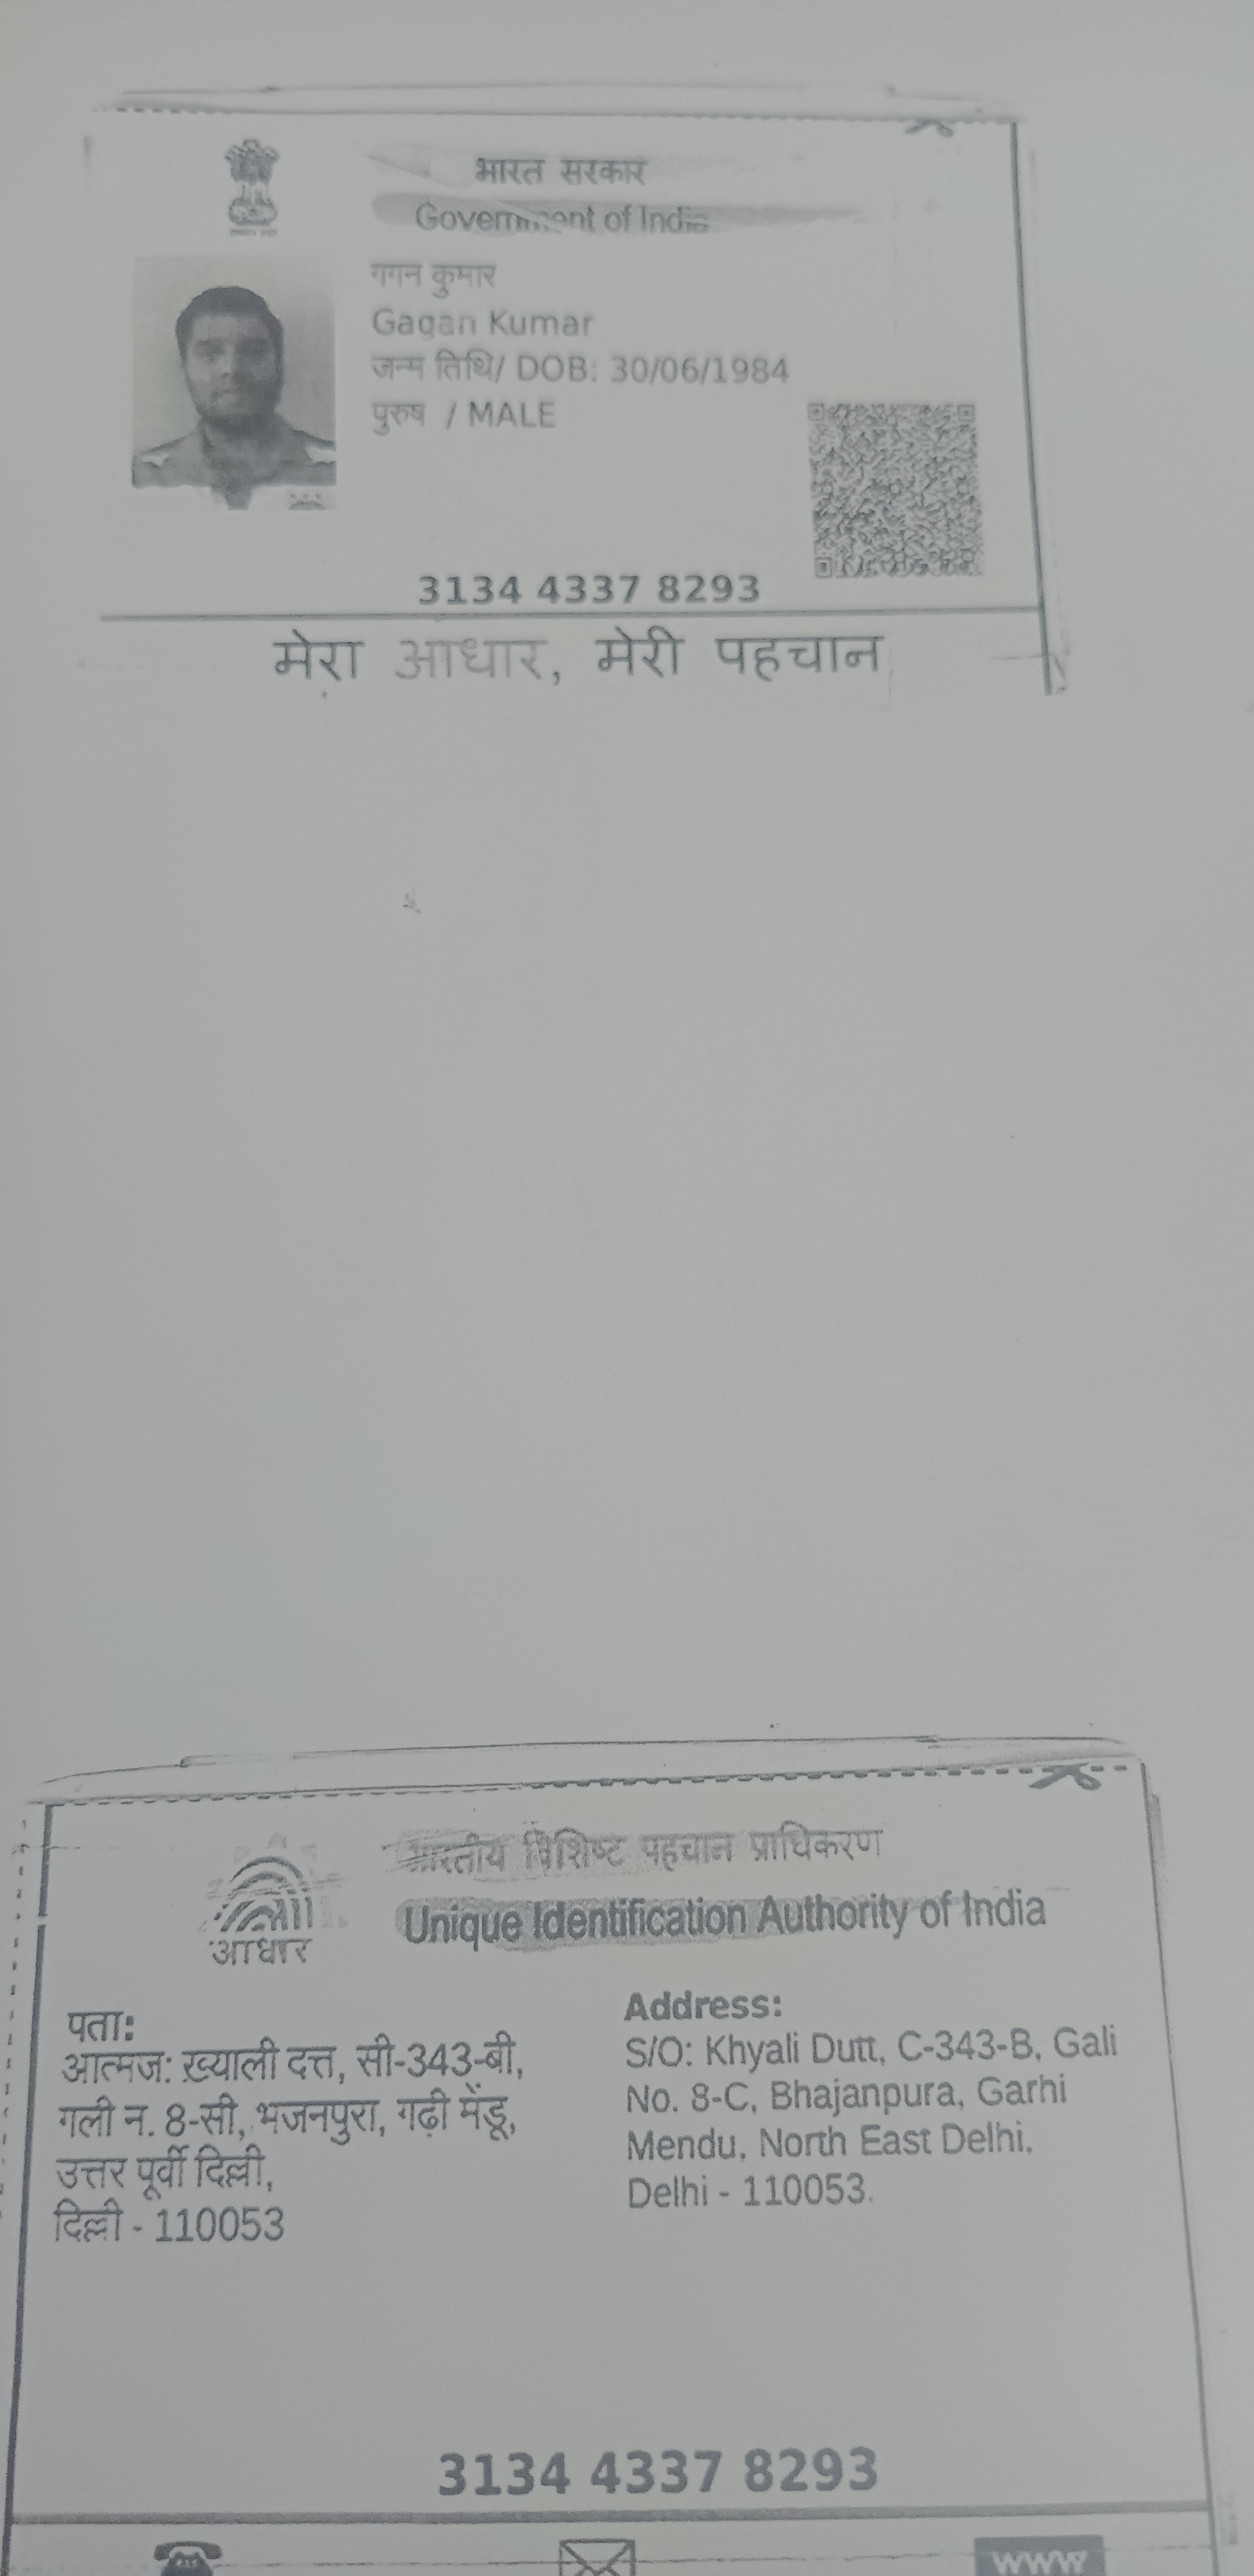 भारत सरकार
Government of India
गगन कुमार
Gagan Kumar
जन्म तिथि/ DOB: 30/06/1984
पुरुष / MALE
3134 4337 8293
मेरा आधार, मेरी पहचान
भारतीय विशिष्ट पहचान प्राधिकरण
Unique Identification Authority of India
आधार
पता:
आत्मज: ख़्याली दत्त, सी-343-बी,
गली न. 8-सी, भजनपुरा, गढ़ी मेंडू,
उत्तर पूर्वी दिल्ली,
दिल्ली - 110053
Address:
S/O: Khyali Dutt, C-343-B, Gali
No. 8-C, Bhajanpura, Garhi
Mendu, North East Delhi,
Delhi - 110053.
3134 4337 8293
www